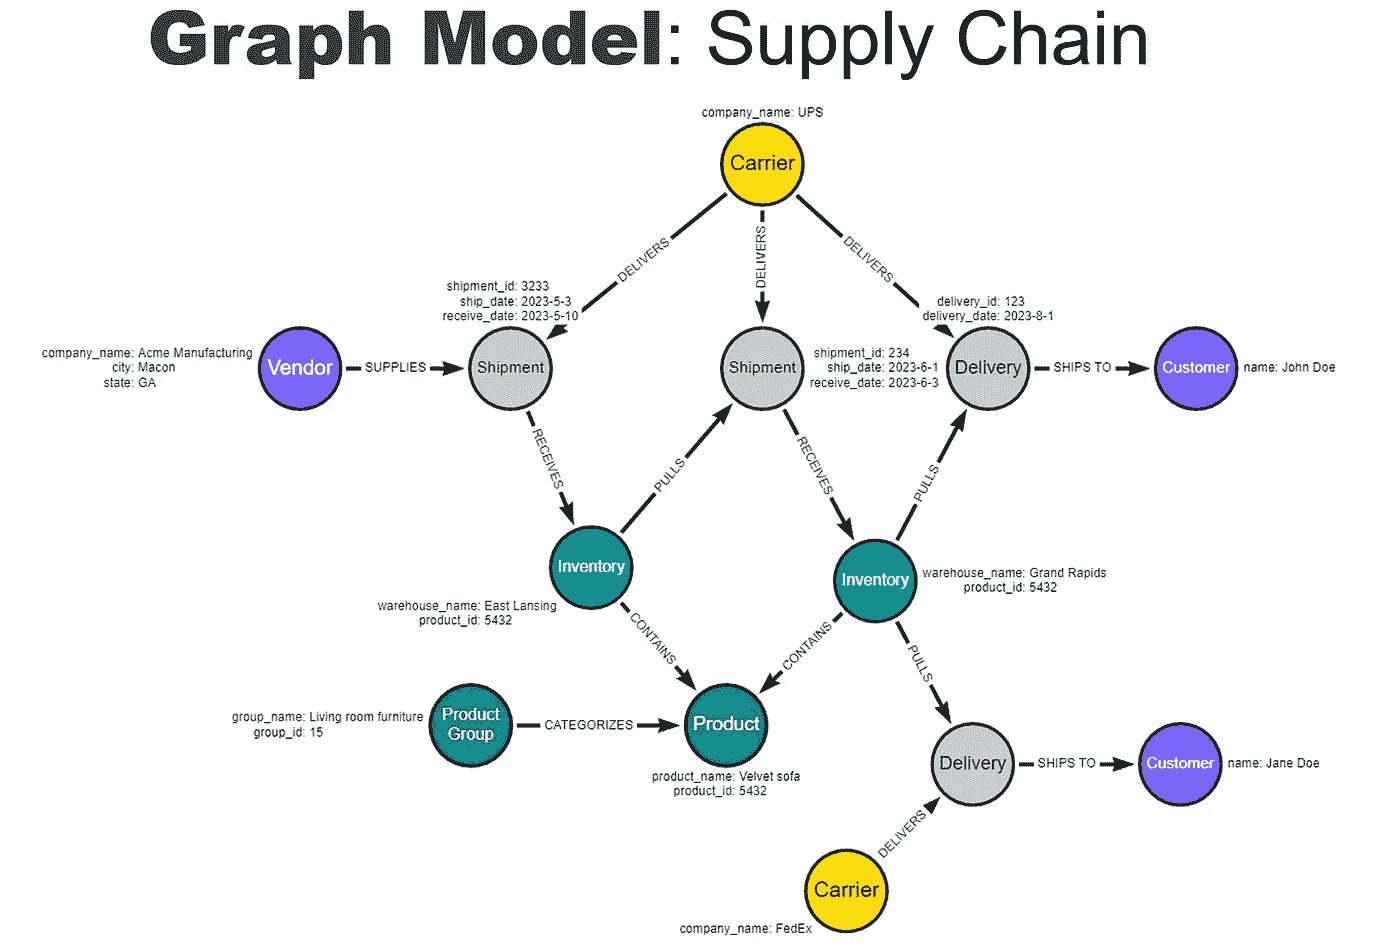 Graph Model: Supply Chain
company_name: UPS
Carrier
DELIVERS
DELIVERS
DELIVERS
shipment_id: 3233
ship_date: 2023-5-3
receive_date: 2023-5-10
delivery_id: 123
delivery_date: 2023-8-1
company_name: Acme Manufacturing
city: Macon
state: GA
Vendor
SUPPLIES
Shipment
Shipment
shipment_id: 234
ship_date: 2023-6-1
receive_date: 2023-6-3
Delivery
SHIPS TO
Customer
name: John Doe
RECEIVES
PULLS
RECEIVES
PULLS
Inventory
warehouse_name: East Lansing
product_id: 5432
Inventory
warehouse_name: Grand Rapids
product_id: 5432
CONTAINS
CONTAINS
PULLS
group_name: Living room furniture
group_id: 15
Product
Group
CATEGORIZES
Product
product_name: Velvet sofa
product_id: 5432
Delivery
SHIPS TO
Customer
name: Jane Doe
DELIVERS
Carrier
company_name: FedEx